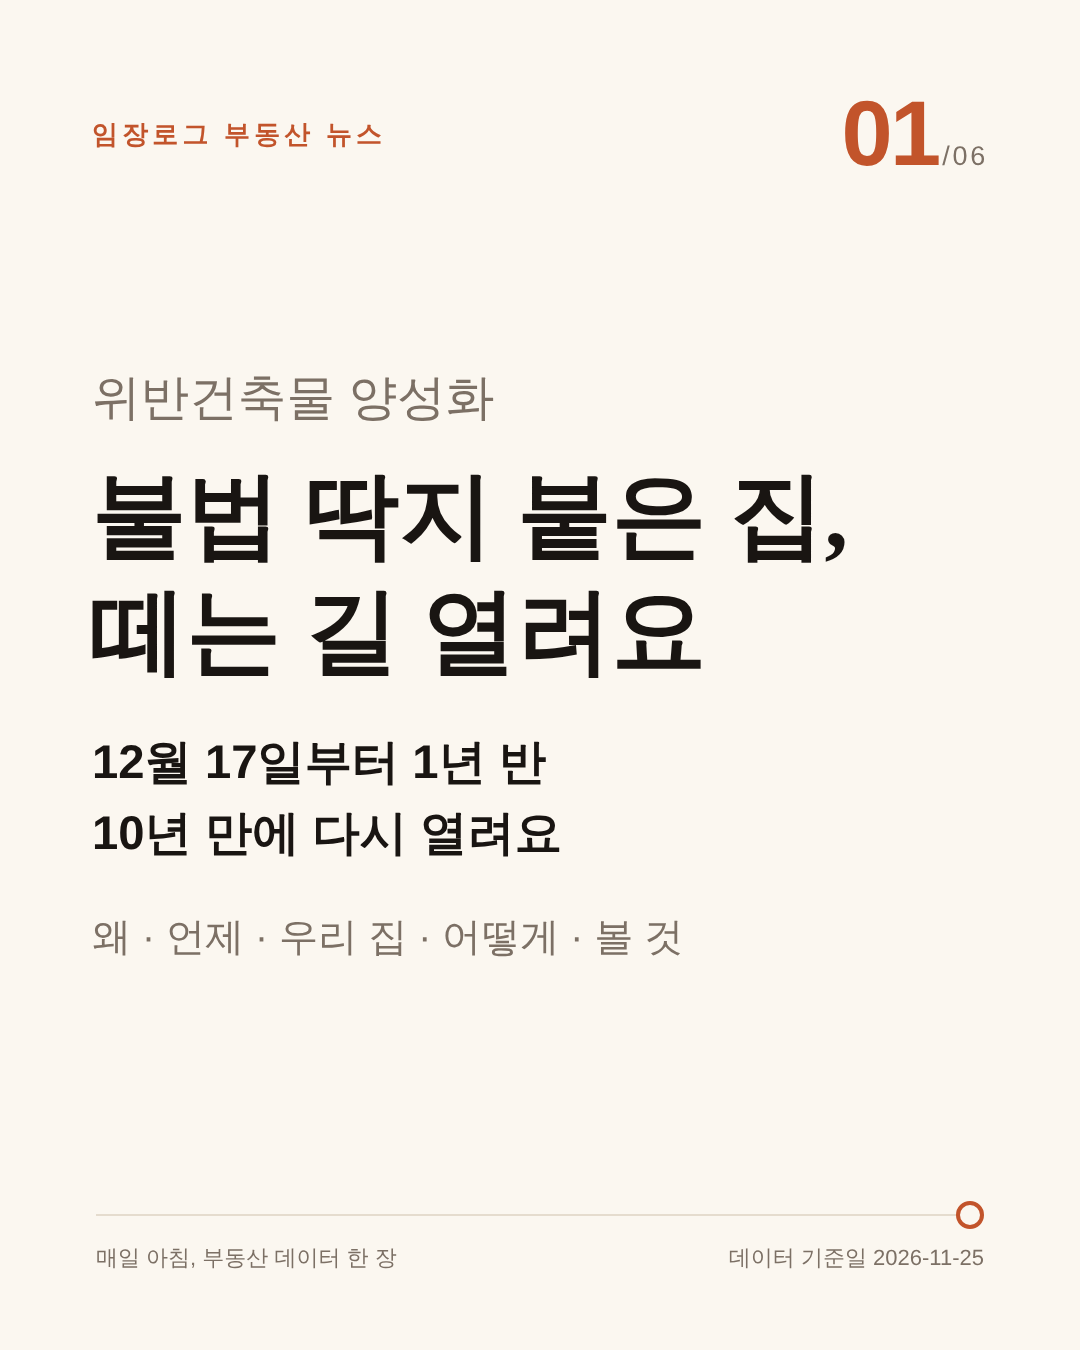 임장로그 부동산 뉴스
01/06
위반건축물 양성화
불법 딱지 붙은 집,
떼는 길 열려요
12월 17일부터 1년 반
10년 만에 다시 열려요
왜 · 언제 · 우리 집 · 어떻게 · 볼 것
매일 아침, 부동산 데이터 한 장
데이터 기준일 2026-11-25